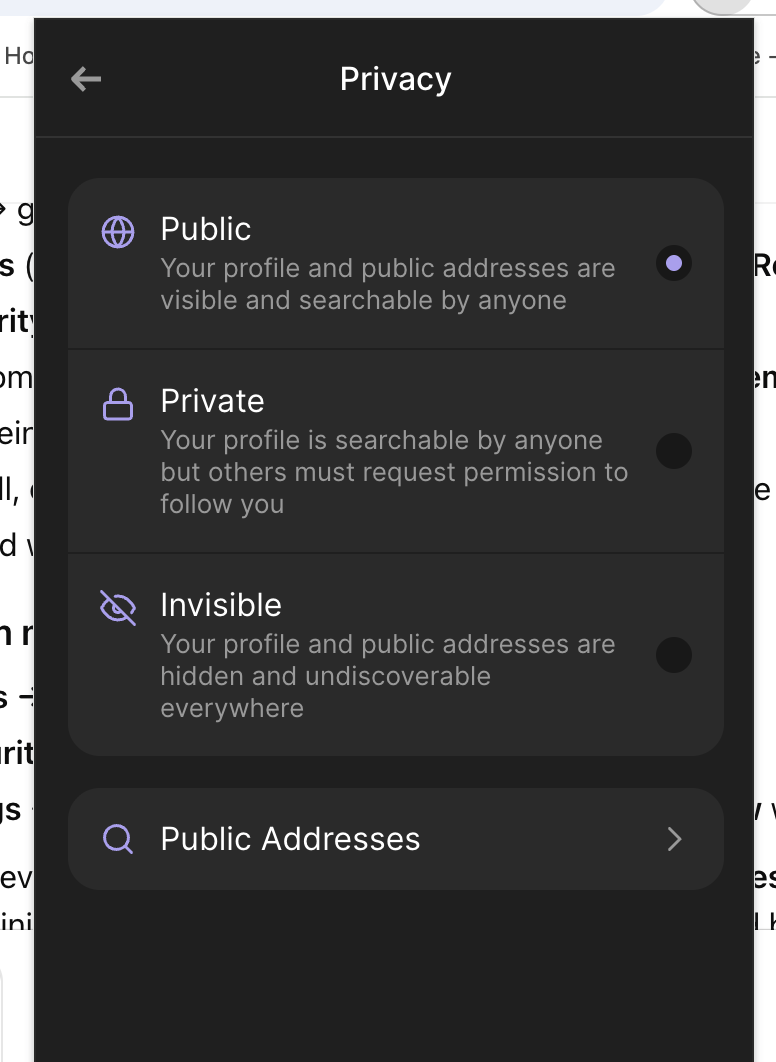 Ho
Privacy
Public
Your profile and public addresses are
visible and searchable by anyone
Private
Your profile is searchable by anyone
but others must request permission to
follow you
Invisible
Your profile and public addresses are
hidden and undiscoverable
everywhere
Public Addresses